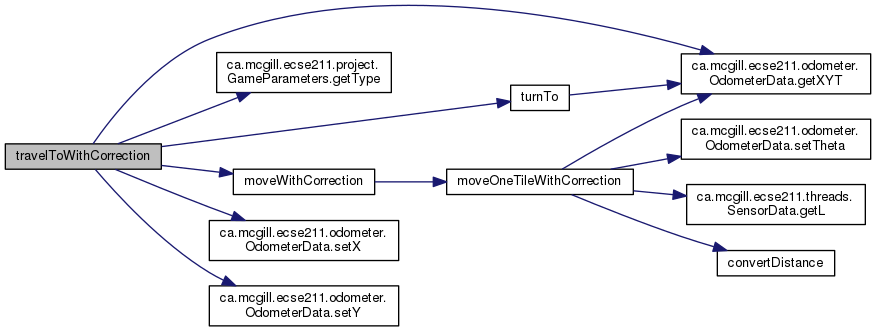 travelToWithCorrection
ca.mcgill.ecse211.project.
GameParameters.getType
turnTo
moveWithCorrection
ca.mcgill.ecse211.odometer.
OdometerData.setX
ca.mcgill.ecse211.odometer.
OdometerData.setY
moveOneTileWithCorrection
ca.mcgill.ecse211.odometer.
OdometerData.getXYT
ca.mcgill.ecse211.odometer.
OdometerData.setTheta
ca.mcgill.ecse211.threads.
SensorData.getL
convertDistance